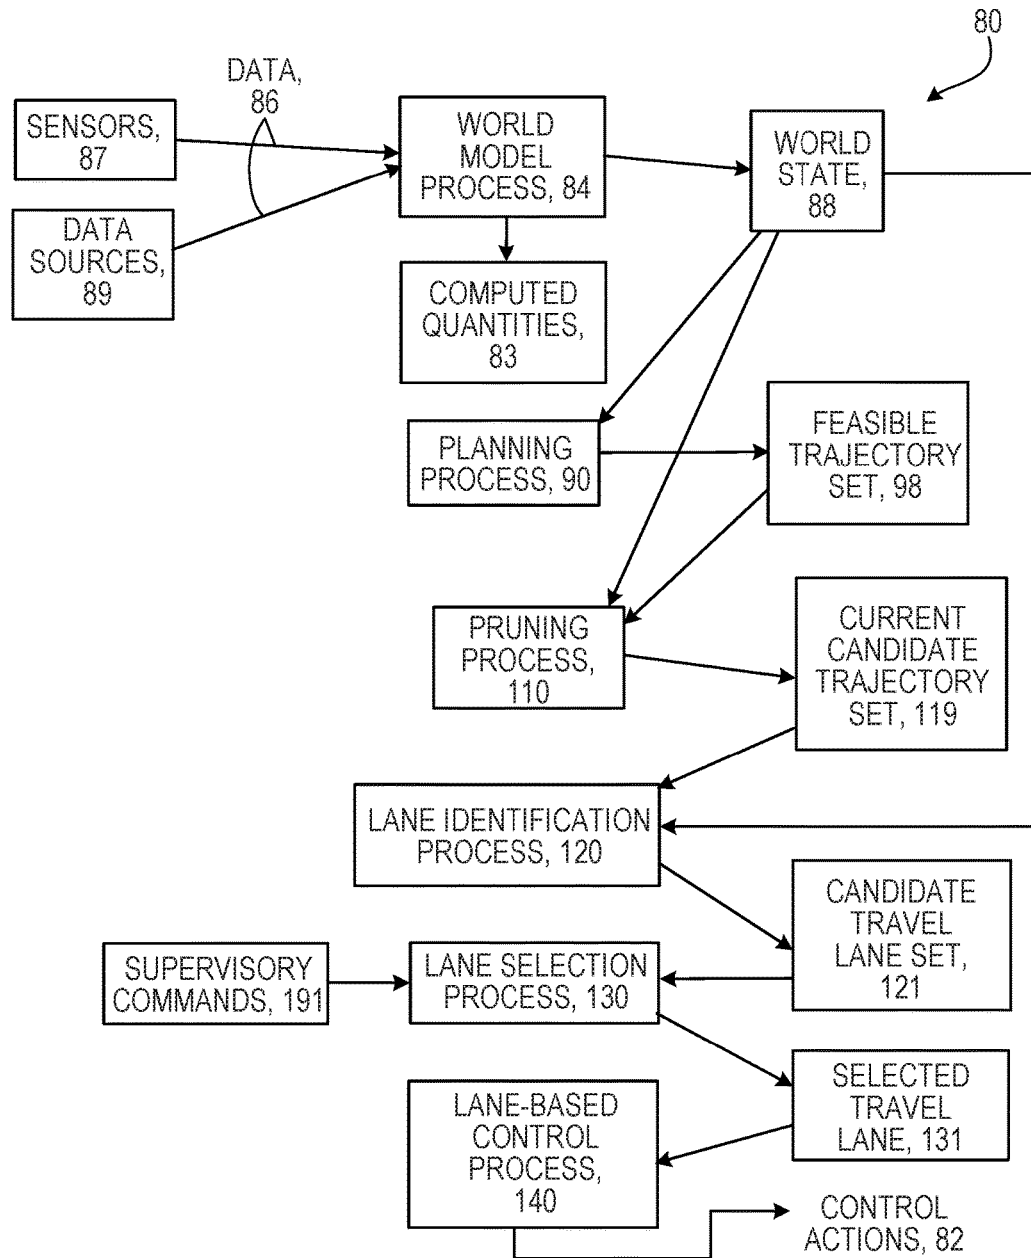 80
DATA,
86
SENSORS,
87
WORLD
MODEL
PROCESS, 84
WORLD
STATE,
88
DATA
SOURCES,
89
COMPUTED
QUANTITIES,
83
PLANNING
PROCESS, 90
FEASIBLE
TRAJECTORY
SET, 98
PRUNING
PROCESS,
110
CURRENT
CANDIDATE
TRAJECTORY
SET, 119
LANE IDENTIFICATION
PROCESS, 120
CANDIDATE
TRAVEL
LANE SET,
121
SUPERVISORY
COMMANDS, 191
LANE SELECTION
PROCESS, 130
SELECTED
TRAVEL
LANE, 131
LANE-BASED
CONTROL
PROCESS,
140
CONTROL
ACTIONS, 82